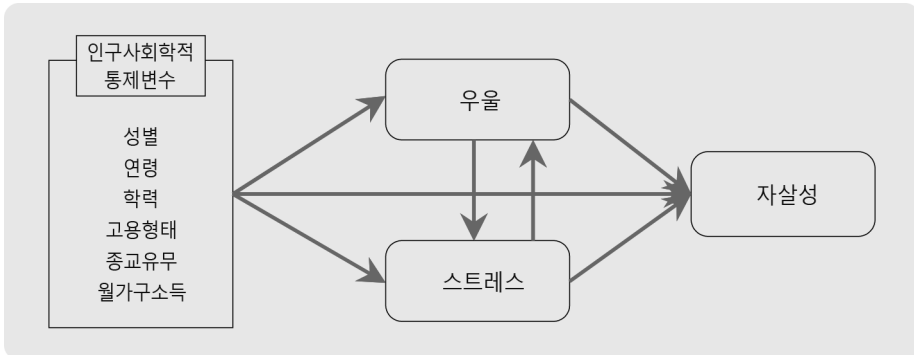 인구사회학적
통제변수
성별
연령
학력
고용형태
종교유무
월가구소득
우울
스트레스
자살성